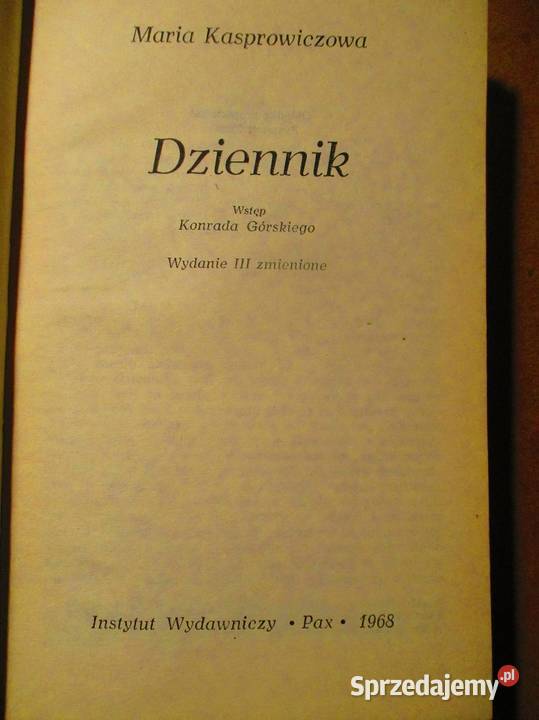 Maria Kasprowiczowa
Dziennik
Wstęp
Konrada Górskiego
Wydanie III zmienione
Instytut Wydawniczy • Pax • 1968
Sprzedajemy.pl